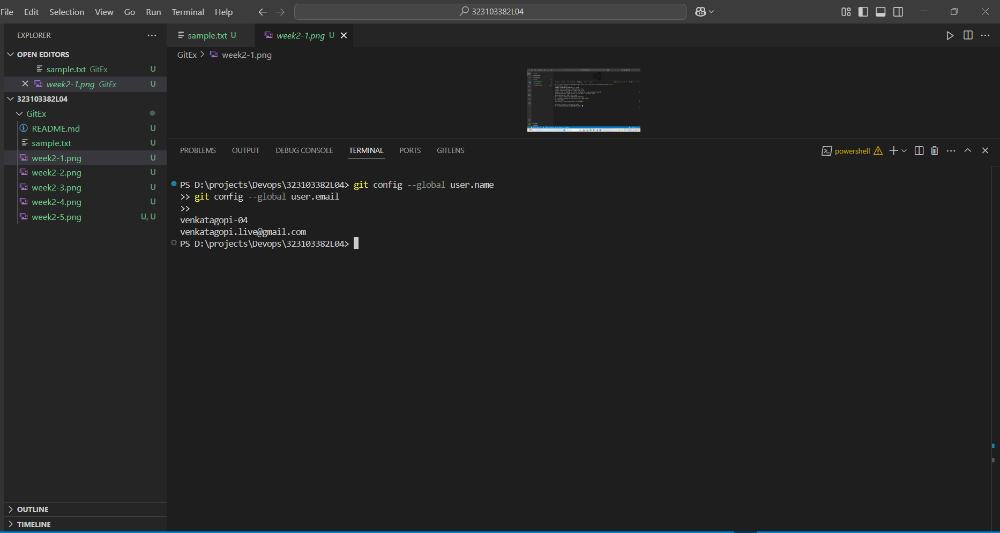 File Edit Selection View Go Run Terminal Help
323103382L04
EXPLORER
OPEN EDITORS
sample.txt GitEx U
week2-1.png GitEx U
323103382L04
GitEx
README.md U
sample.txt U
week2-1.png U
week2-2.png U
week2-3.png U
week2-4.png U
week2-5.png U, U
OUTLINE
TIMELINE
sample.txt U
week2-1.png U
GitEx > week2-1.png
PROBLEMS OUTPUT DEBUG CONSOLE TERMINAL PORTS GITLENS
powershell
PS D:\projects\Devops\323103382L04> git config --global user.name
>> git config --global user.email
>>
venkatagopi-04
venkatagopi.live@gmail.com
PS D:\projects\Devops\323103382L04>